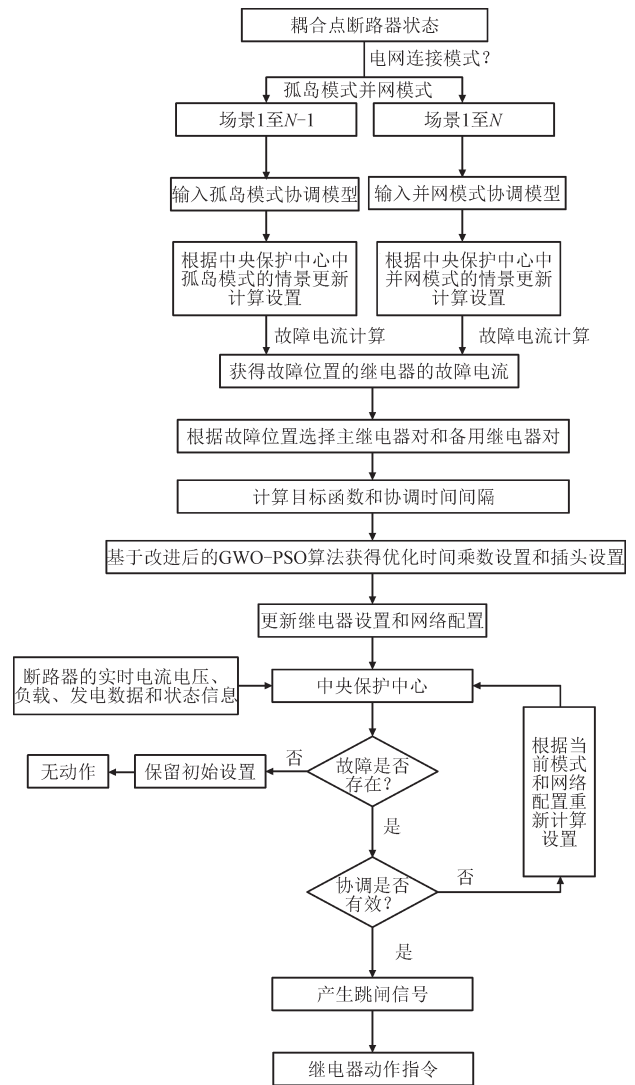 耦合点断路器状态
电网连接模式?
孤岛模式并网模式
场景1至N-1
场景1至N
输入孤岛模式协调模型
输入并网模式协调模型
根据中央保护中心中
孤岛模式的情景更新
计算设置
根据中央保护中心中
并网模式的情景更新
计算设置
故障电流计算
故障电流计算
获得故障位置的继电器的故障电流
根据故障位置选择主继电器对和备用继电器对
计算目标函数和协调时间间隔
基于改进后的GWO-PSO算法获得优化时间乘数设置和插头设置
更新继电器设置和网络配置
断路器的实时电流电压、
负载、发电数据和状态信息
中央保护中心
根据当
前模式
和网络
配置重
新计算
设置
无动作
保留初始设置
否
故障是否
存在?
是
协调是否
有效?
否
是
产生跳闸信号
继电器动作指令